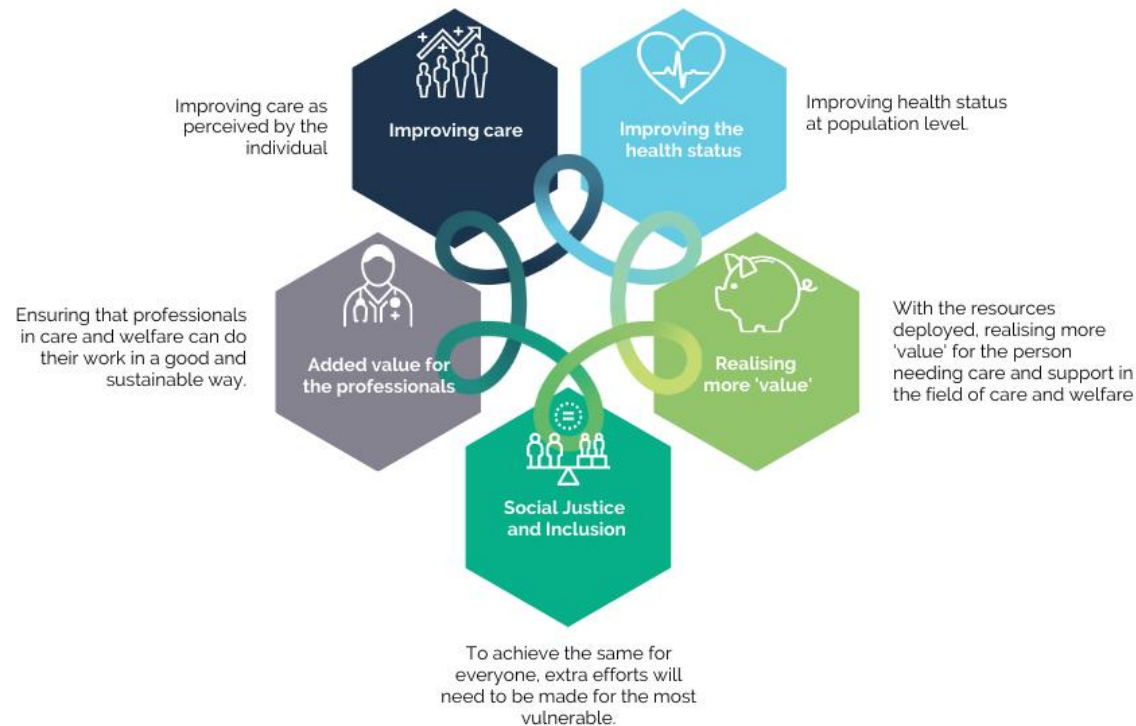 Improving care as
perceived by the
individual
Improving care
Improving the
health status
Improving health status
at population level.
Ensuring that professionals
in care and welfare can do
their work in a good and
sustainable way.
Added value for
the professionals
Realising
more 'value'
With the resources
deployed, realising more
'value' for the person
needing care and support in
the field of care and welfare
Social Justice
and Inclusion
To achieve the same for
everyone, extra efforts will
need to be made for the most
vulnerable.